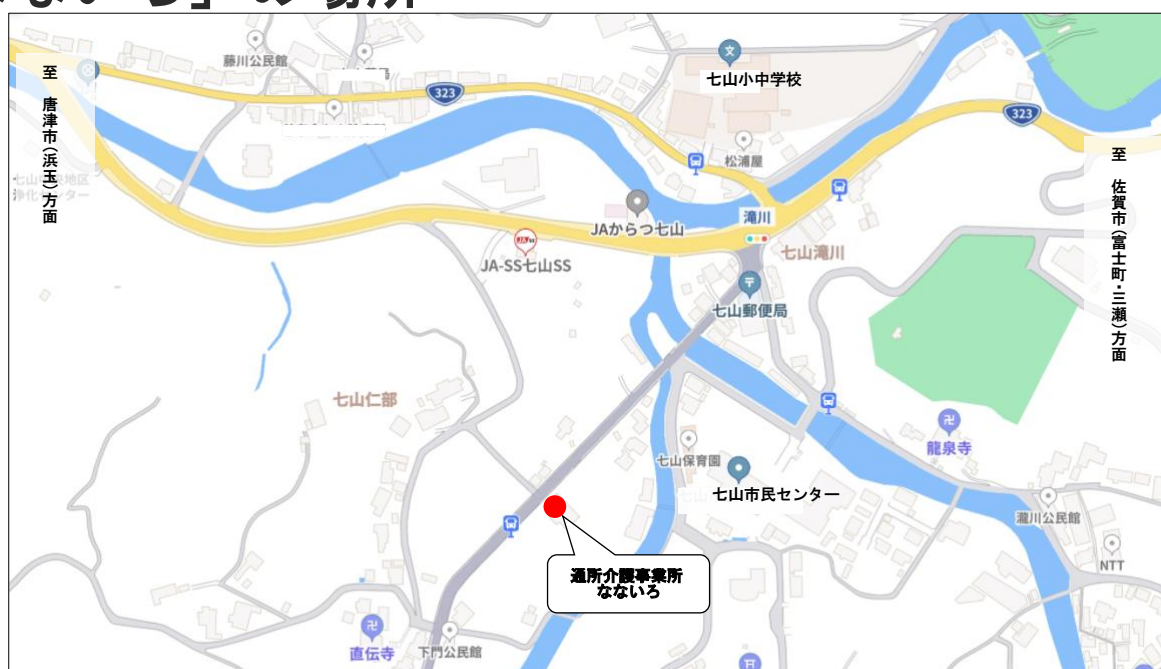 」の場所
藤川公民館
文
七山小中学校
至 唐津市(浜玉)方面
323
323
松浦屋
至 佐賀市(富士町・三瀬)方面
JAからつ七山
滝川
七山滝川
JA-SS七山SS
七山郵便局
七山仁部
龍泉寺
七山保育園
七山市民センター
瀧川公民館
通所介護事業所
なないろ
NTT
直伝寺
下門公民館